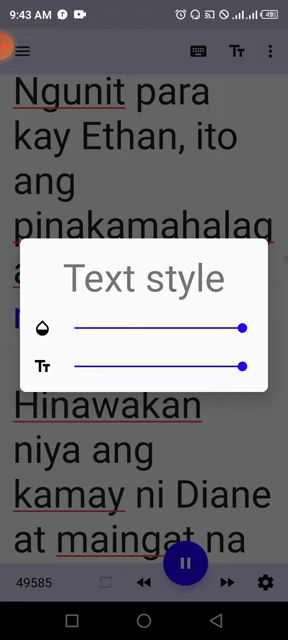 9:43 AM
Ngunit para
kay Ethan, ito
ang
pinakamahalag
Text style
Hinawakan
niya ang
kamay ni Diane
at maingat na
49585